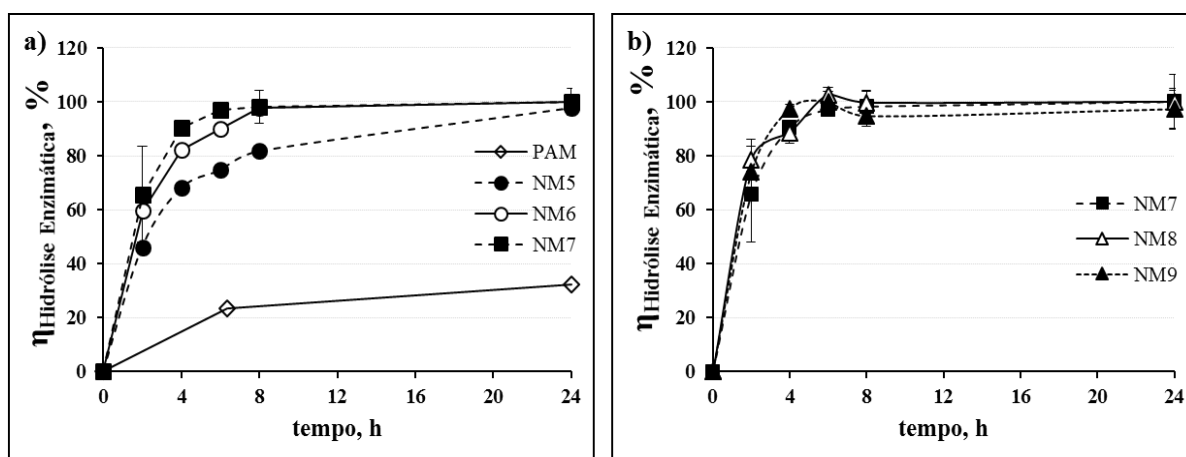 a)
η Hidrólise Enzimática, %
120
100
80
60
40
20
0
PAM
NM5
NM6
NM7
0 4 8 12 16 20 24
tempo, h
b)
η Hidrólise Enzimática, %
120
100
80
60
40
20
0
NM7
NM8
NM9
0 4 8 12 16 20 24
tempo, h